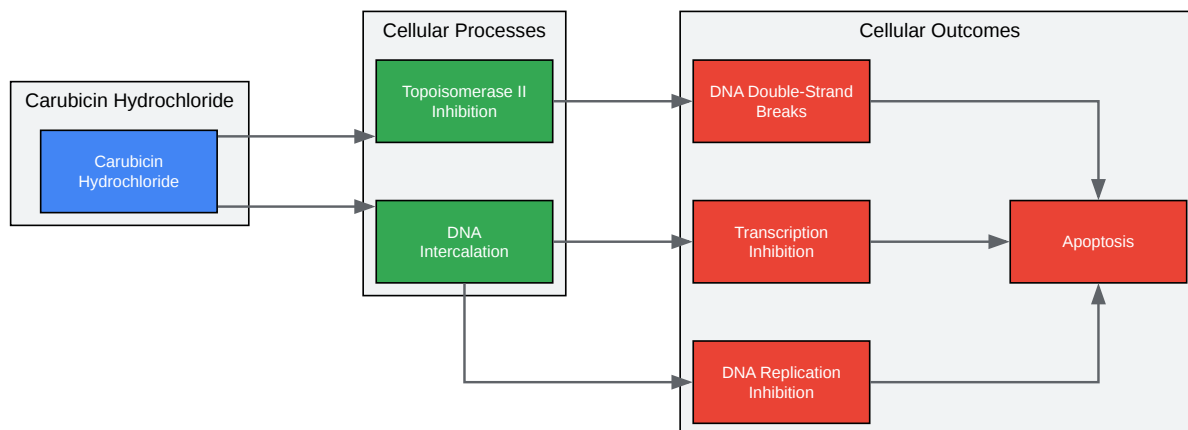 Carubicin Hydrochloride
Carubicin
Hydrochloride
Cellular Processes
Topoisomerase II
Inhibition
DNA
Intercalation
Cellular Outcomes
DNA Double-Strand
Breaks
Transcription
Inhibition
DNA Replication
Inhibition
Apoptosis